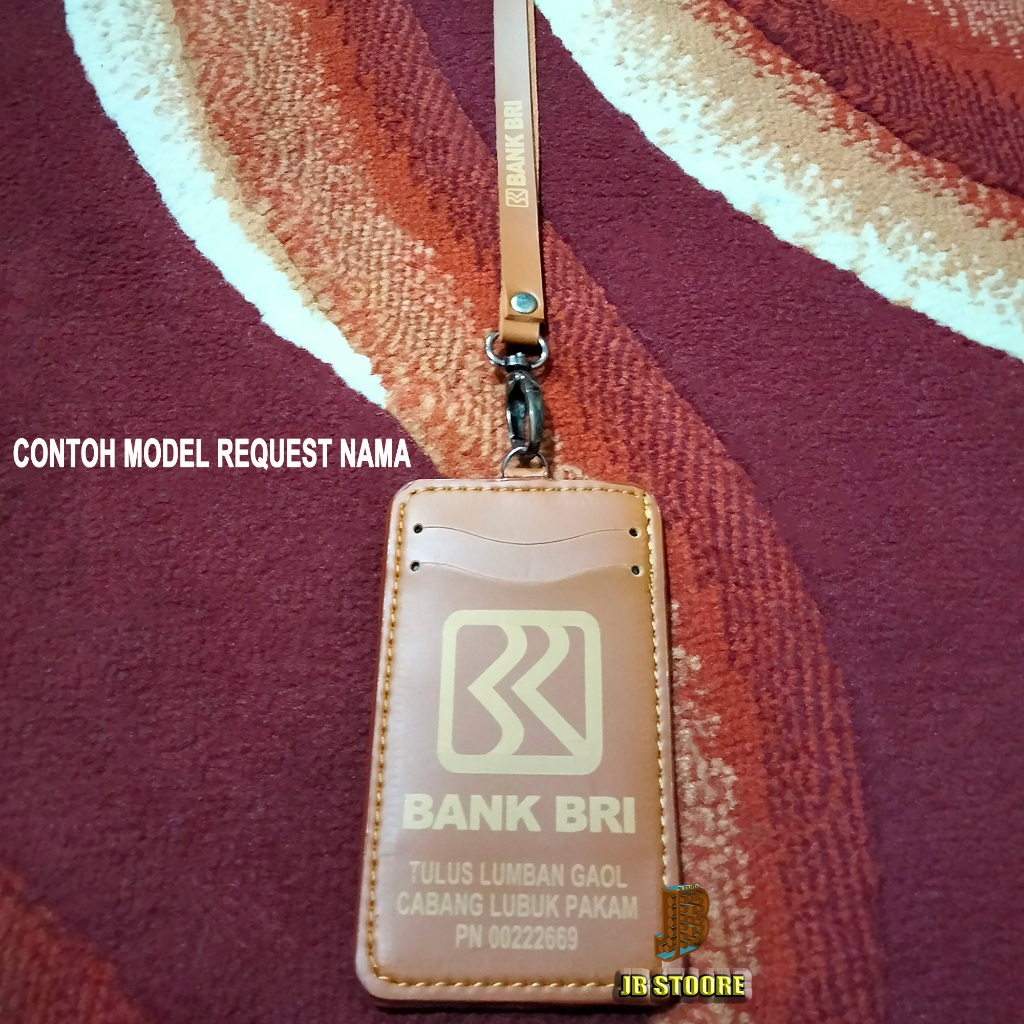 BANK BRI
CONTOH MODEL REQUEST NAMA
BANK BRI
TULUS LUMBAN GAOL
CABANG LUBUK PAKAM
PN 00222669
JB STOORE